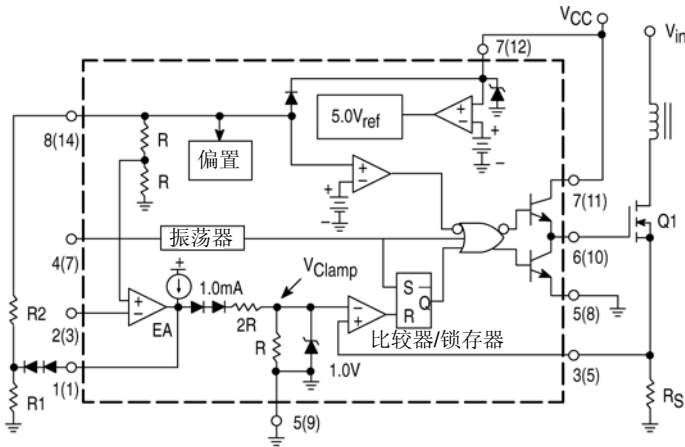 VCC
7(12)
Vin
5.0Vref
+
−
8(14)
R
偏置
R
+
−
+
−
+
−
7(11)
Q1
振荡器
4(7)
6(10)
+
VClamp
1.0mA
S
Q
R
+
−
EA
2R
R2
2(3)
−
+
5(8)
R
比较器/锁存器
1.0V
1(1)
3(5)
R1
RS
5(9)